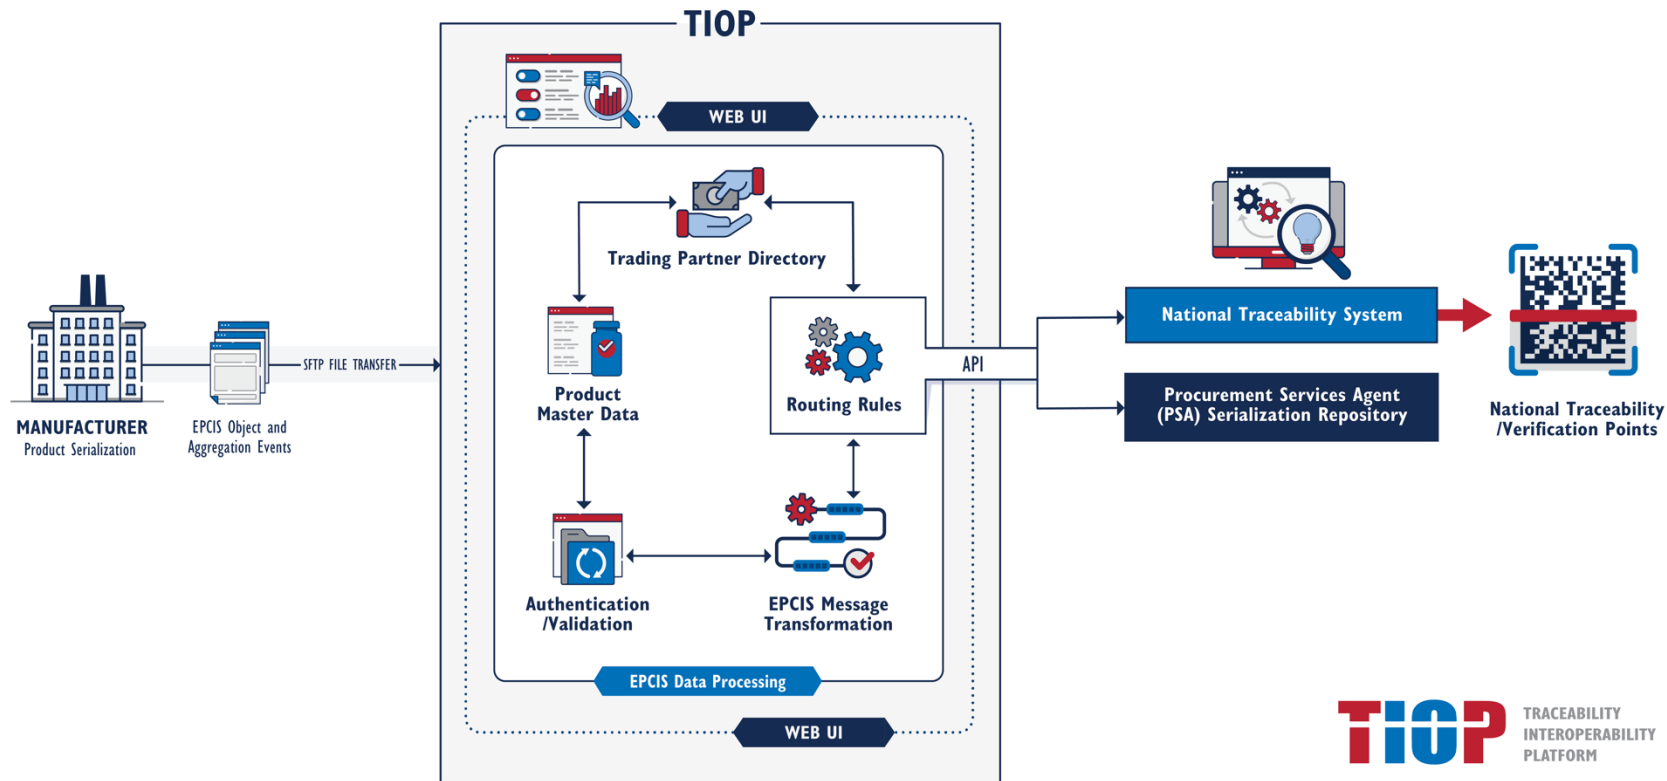 TIOP
WEB UI
Trading Partner Directory
Product
Master Data
Routing Rules
Authentication
/Validation
EPCIS Message
Transformation
EPCIS Data Processing
WEB UI
MANUFACTURER
Product Serialization
EPCIS Object and
Aggregation Events
SFTP FILE TRANSFER
API
National Traceability System
Procurement Services Agent
(PSA) Serialization Repository
National Traceability
/Verification Points
TIOP
TRACEABILITY
INTEROPERABILITY
PLATFORM